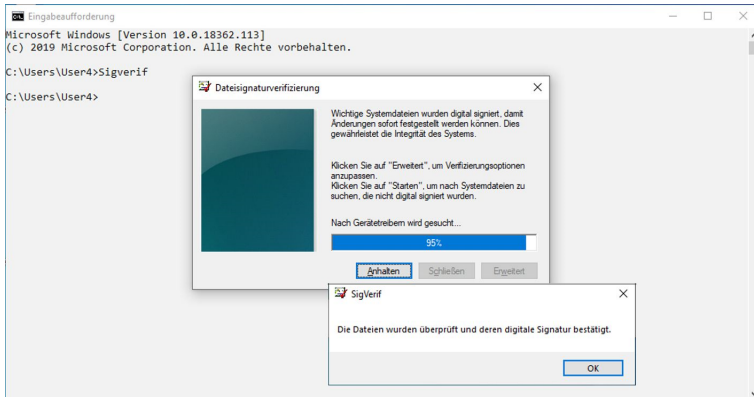 Eingabeaufforderung
Microsoft Windows [Version 10.0.18362.113]
(c) 2019 Microsoft Corporation. Alle Rechte vorbehalten.
C:\Users\User4>Sigverif
C:\Users\User4>
Dateisignaturverifizierung
Wichtige Systemdateien wurden digital signiert, damit
Änderungen sofort festgestellt werden können. Dies
gewährleistet die Integrität des Systems.
Klicken Sie auf "Erweitert", um Verifizierungsoptionen
anzupassen.
Klicken Sie auf "Starten", um nach Systemdateien zu
suchen, die nicht digital signiert wurden.
Nach Gerätetreibern wird gesucht...
95%
Anhalten Schließen Erweitert
SigVerif
Die Dateien wurden überprüft und deren digitale Signatur bestätigt.
OK